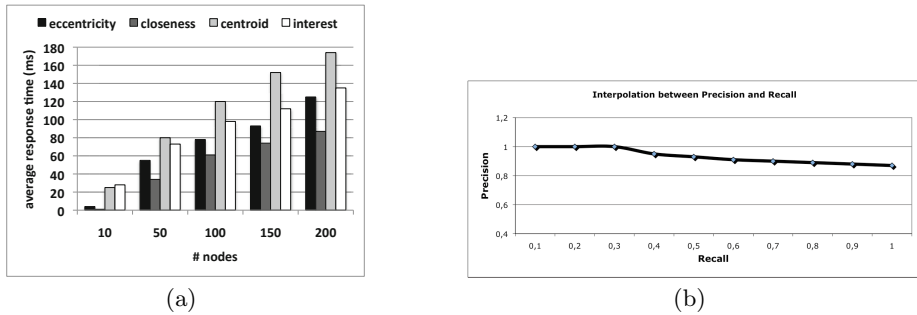 eccentricity closeness centroid interest
average response time (ms)
180
160
140
120
100
80
60
40
20
0
10 50 100 150 200
# nodes
(a)
Interpolation between Precision and Recall
Precision
1,2
1
0,8
0,6
0,4
0,1 0,2 0,3 0,4 0,5 0,6 0,7 0,8 0,9 1
Recall
(b)